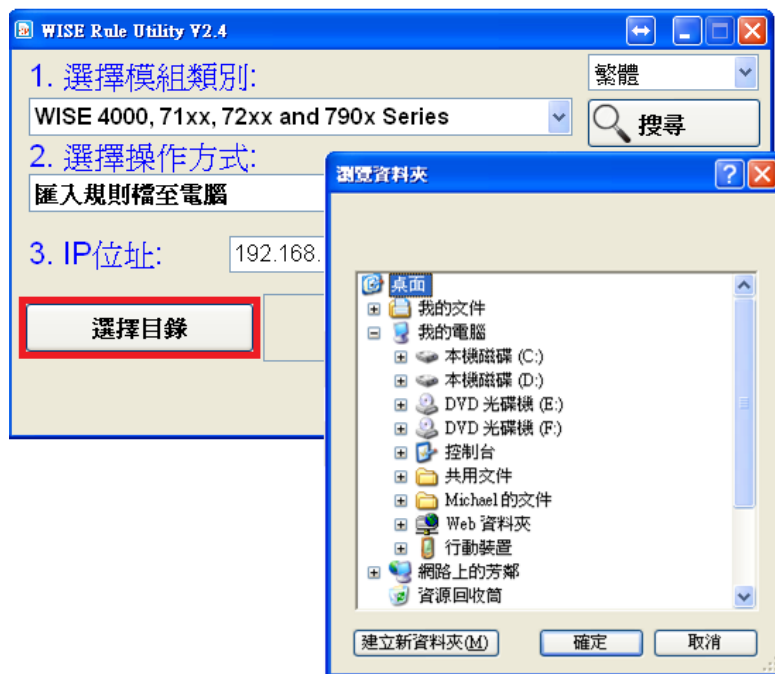 WISE Rule Utility V2.4
1. 選擇模組類別:
繁體
WISE 4000, 71xx, 72xx and 790x Series
搜尋
2. 選擇操作方式:
匯入規則檔至電腦
3. IP位址:
192.168.
選擇目錄
瀏覽資料夾
桌面
我的文件
我的電腦
本機磁碟 (C:)
本機磁碟 (D:)
DVD 光碟機 (E:)
DVD 光碟機 (F:)
控制台
共用文件
Michael 的文件
Web 資料夾
行動裝置
網路上的芳鄰
資源回收筒
建立新資料夾(M)
確定
取消